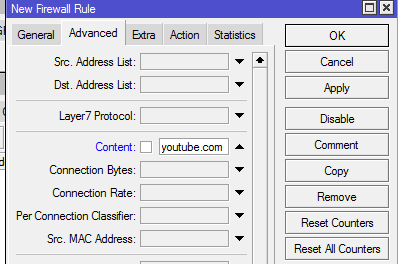 New Firewall Rule
General Advanced Extra Action Statistics
Src. Address List:
Dst. Address List:
Layer7 Protocol:
Content: youtube.com
Connection Bytes:
Connection Rate:
Per Connection Classifier:
Src. MAC Address:
OK
Cancel
Apply
Disable
Comment
Copy
Remove
Reset Counters
Reset All Counters